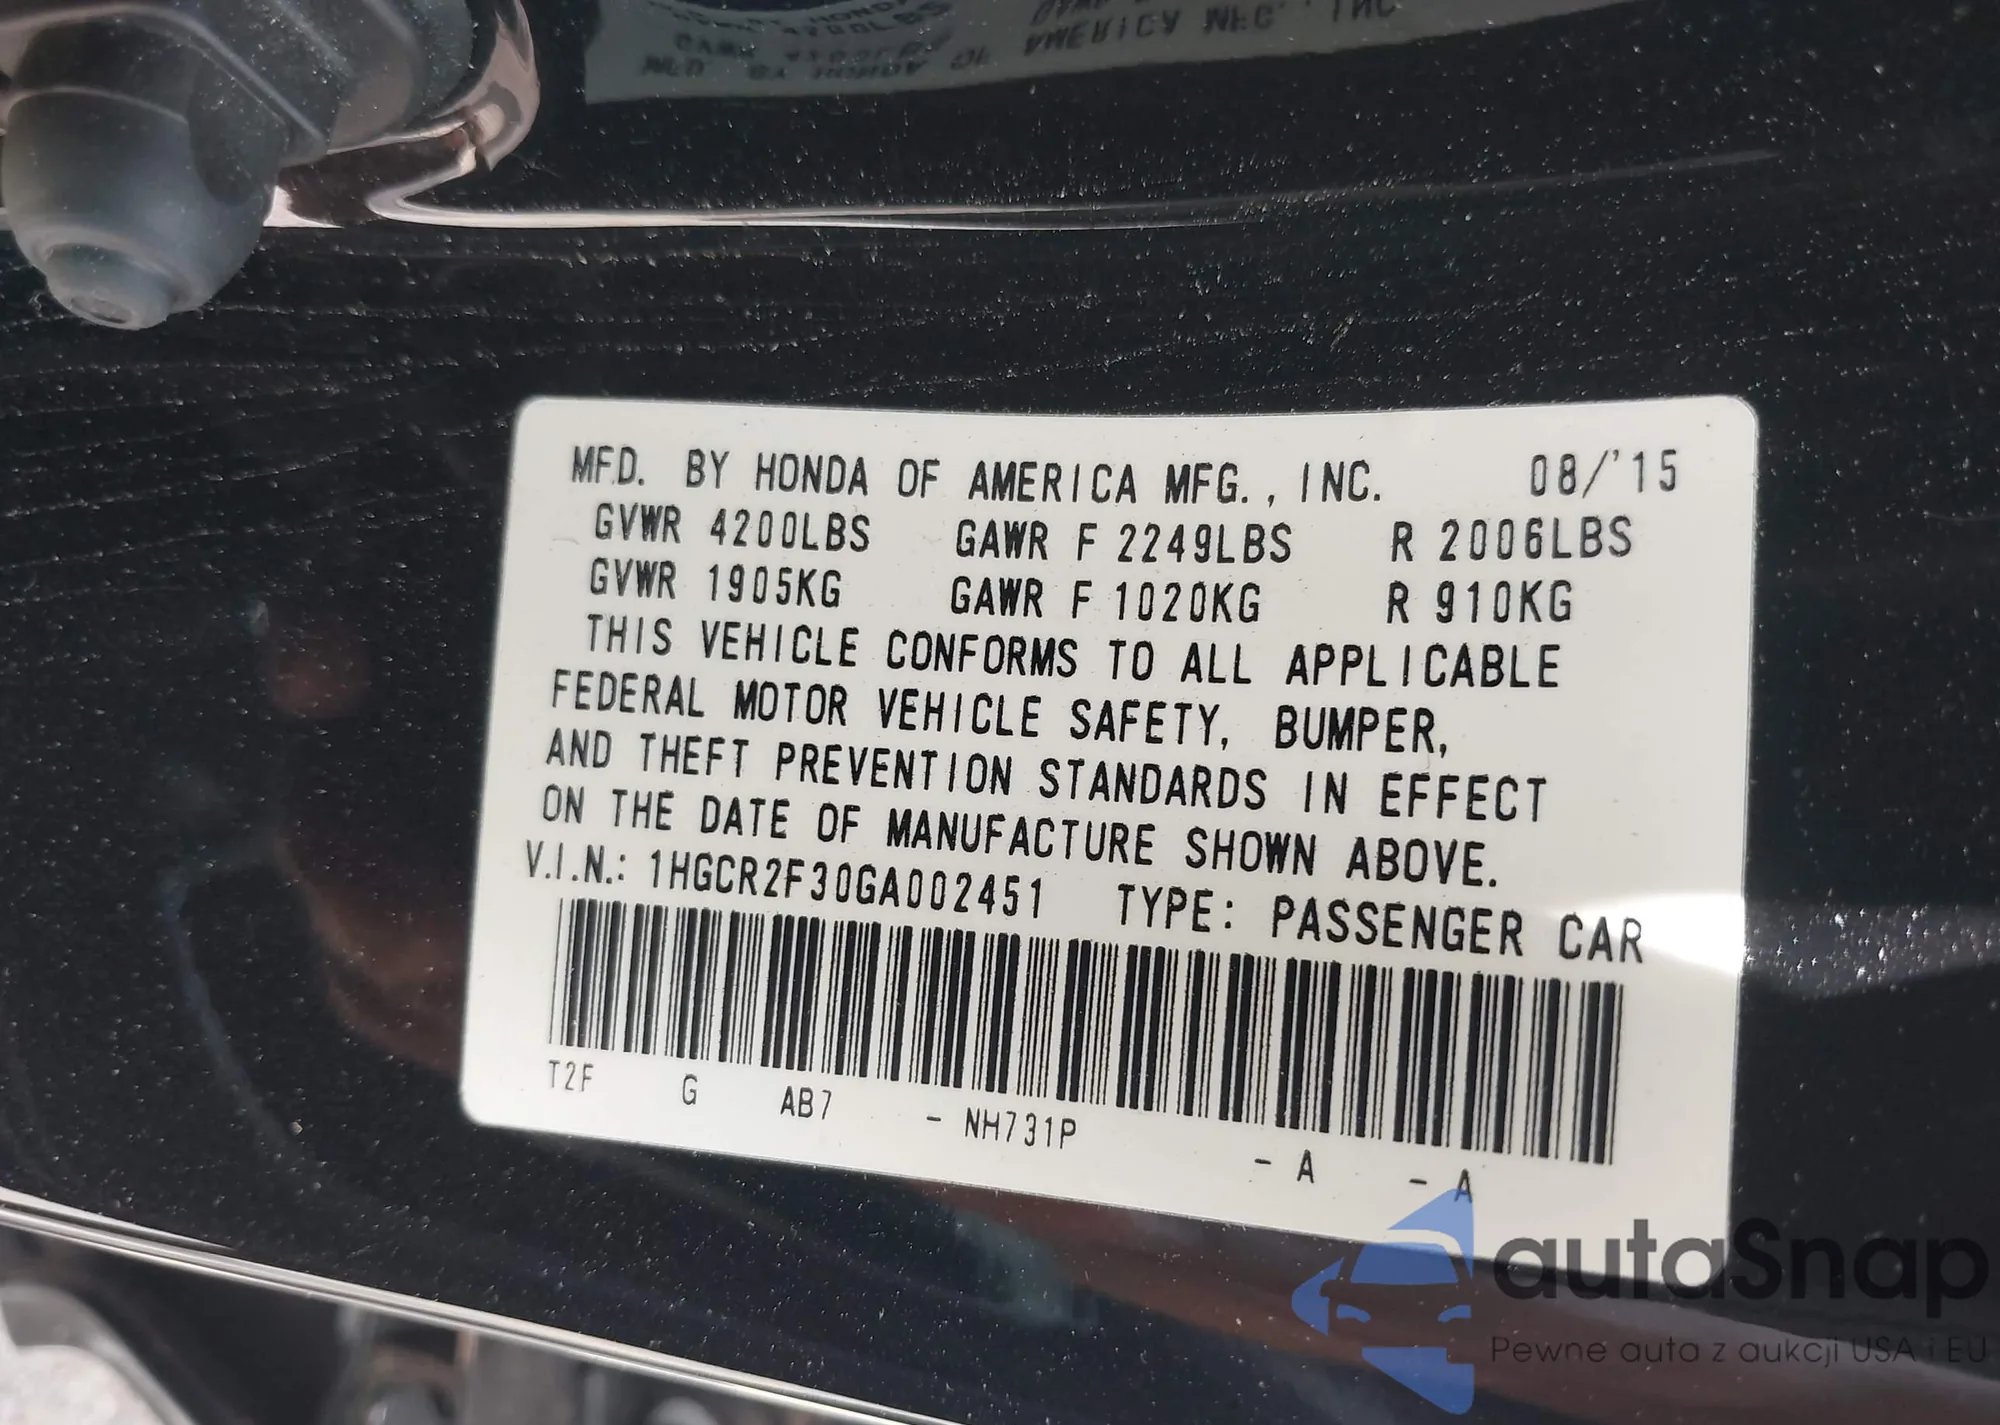 MFD. BY HONDA OF AMERICA MFG., INC. 08/'15
GVWR 4200LBS GAWR F 2249LBS R 2006LBS
GVWR 1905KG GAWR F 1020KG R 910KG
THIS VEHICLE CONFORMS TO ALL APPLICABLE
FEDERAL MOTOR VEHICLE SAFETY, BUMPER,
AND THEFT PREVENTION STANDARDS IN EFFECT
ON THE DATE OF MANUFACTURE SHOWN ABOVE.
V.I.N.: 1HGCR2F30GA002451 TYPE: PASSENGER CAR
T2F G AB7 - NH731P - A - A
autaSnap
Pewne auta z aukcji USA i EU